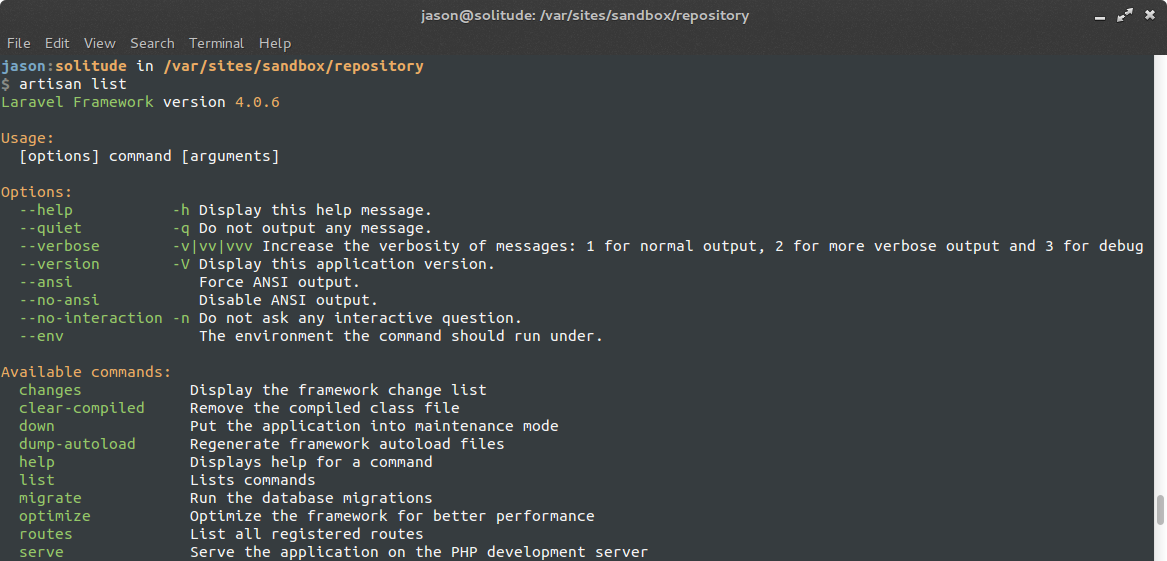 jason@solitude: /var/sites/sandbox/repository
File Edit View Search Terminal Help
jason:solitude in /var/sites/sandbox/repository
$ artisan list
Laravel Framework version 4.0.6
Usage:
[options] command [arguments]
Options:
--help -h Display this help message.
--quiet -q Do not output any message.
--verbose -v|vv|vvv Increase the verbosity of messages: 1 for normal output, 2 for more verbose output and 3 for debug
--version -V Display this application version.
--ansi Force ANSI output.
--no-ansi Disable ANSI output.
--no-interaction -n Do not ask any interactive question.
--env The environment the command should run under.
Available commands:
changes Display the framework change list
clear-compiled Remove the compiled class file
down Put the application into maintenance mode
dump-autoload Regenerate framework autoload files
help Displays help for a command
list Lists commands
migrate Run the database migrations
optimize Optimize the framework for better performance
routes List all registered routes
serve Serve the application on the PHP development server